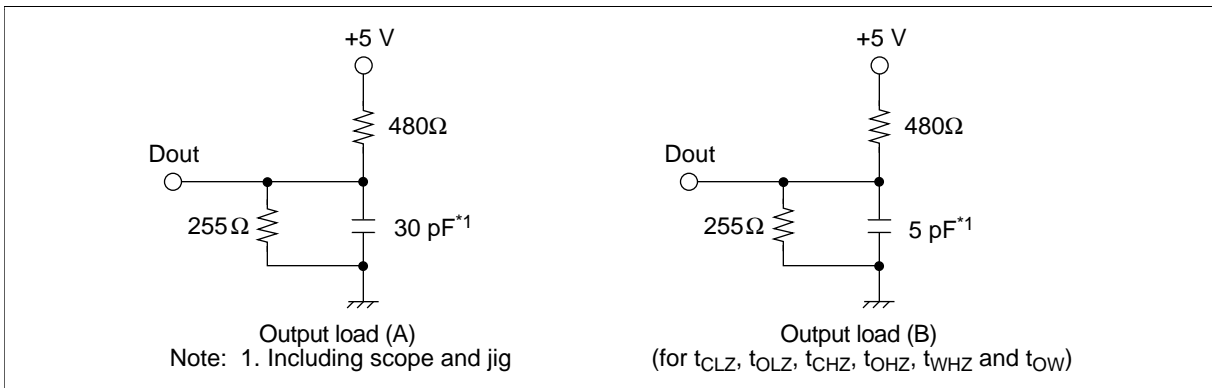 +5 V
480Ω
Dout
255Ω
30 pF*1
Output load (A)
Note: 1. Including scope and jig
+5 V
480Ω
Dout
255Ω
5 pF*1
Output load (B)
(for tCLZ, tOLZ, tCHZ, tOHZ, tWHZ and tOW)